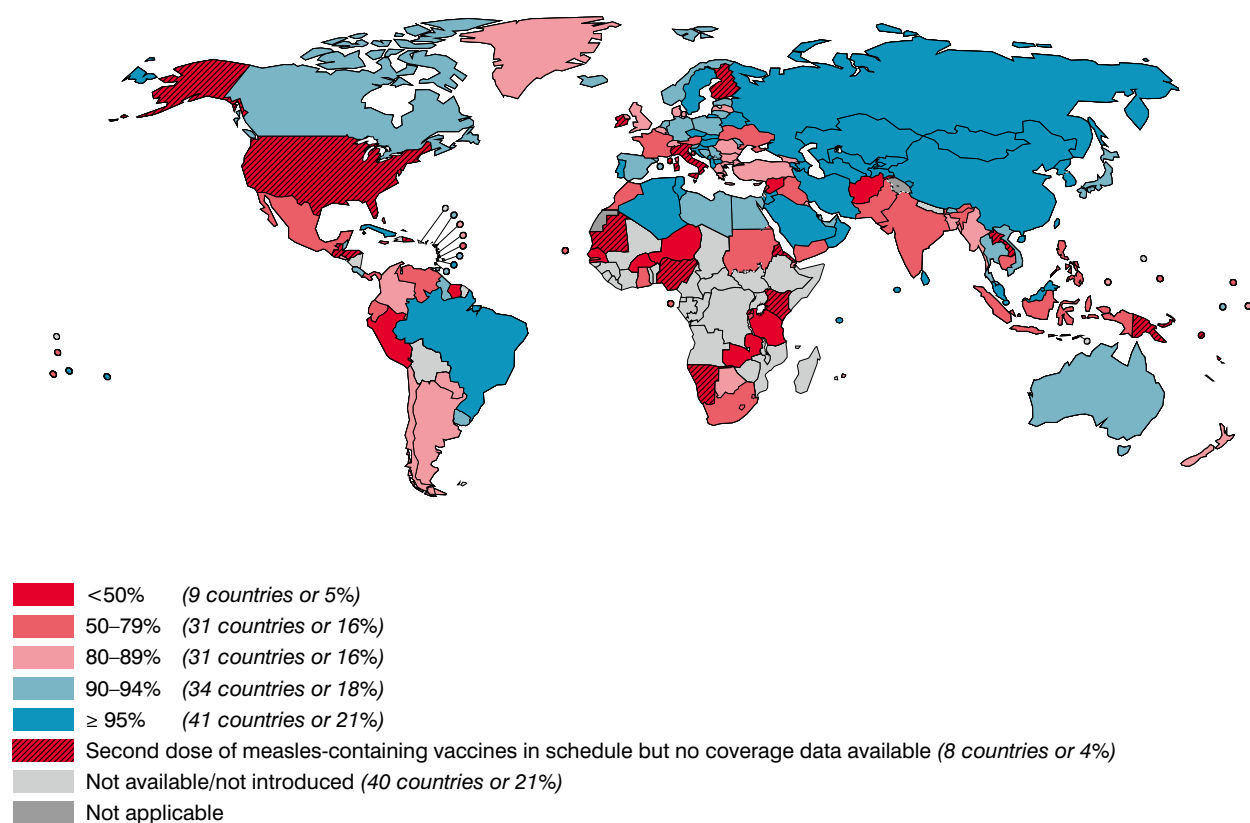 <50% (9 countries or 5%)
50–79% (31 countries or 16%)
80–89% (31 countries or 16%)
90–94% (34 countries or 18%)
≥ 95% (41 countries or 21%)
Second dose of measles-containing vaccines in schedule but no coverage data available (8 countries or 4%)
Not available/not introduced (40 countries or 21%)
Not applicable